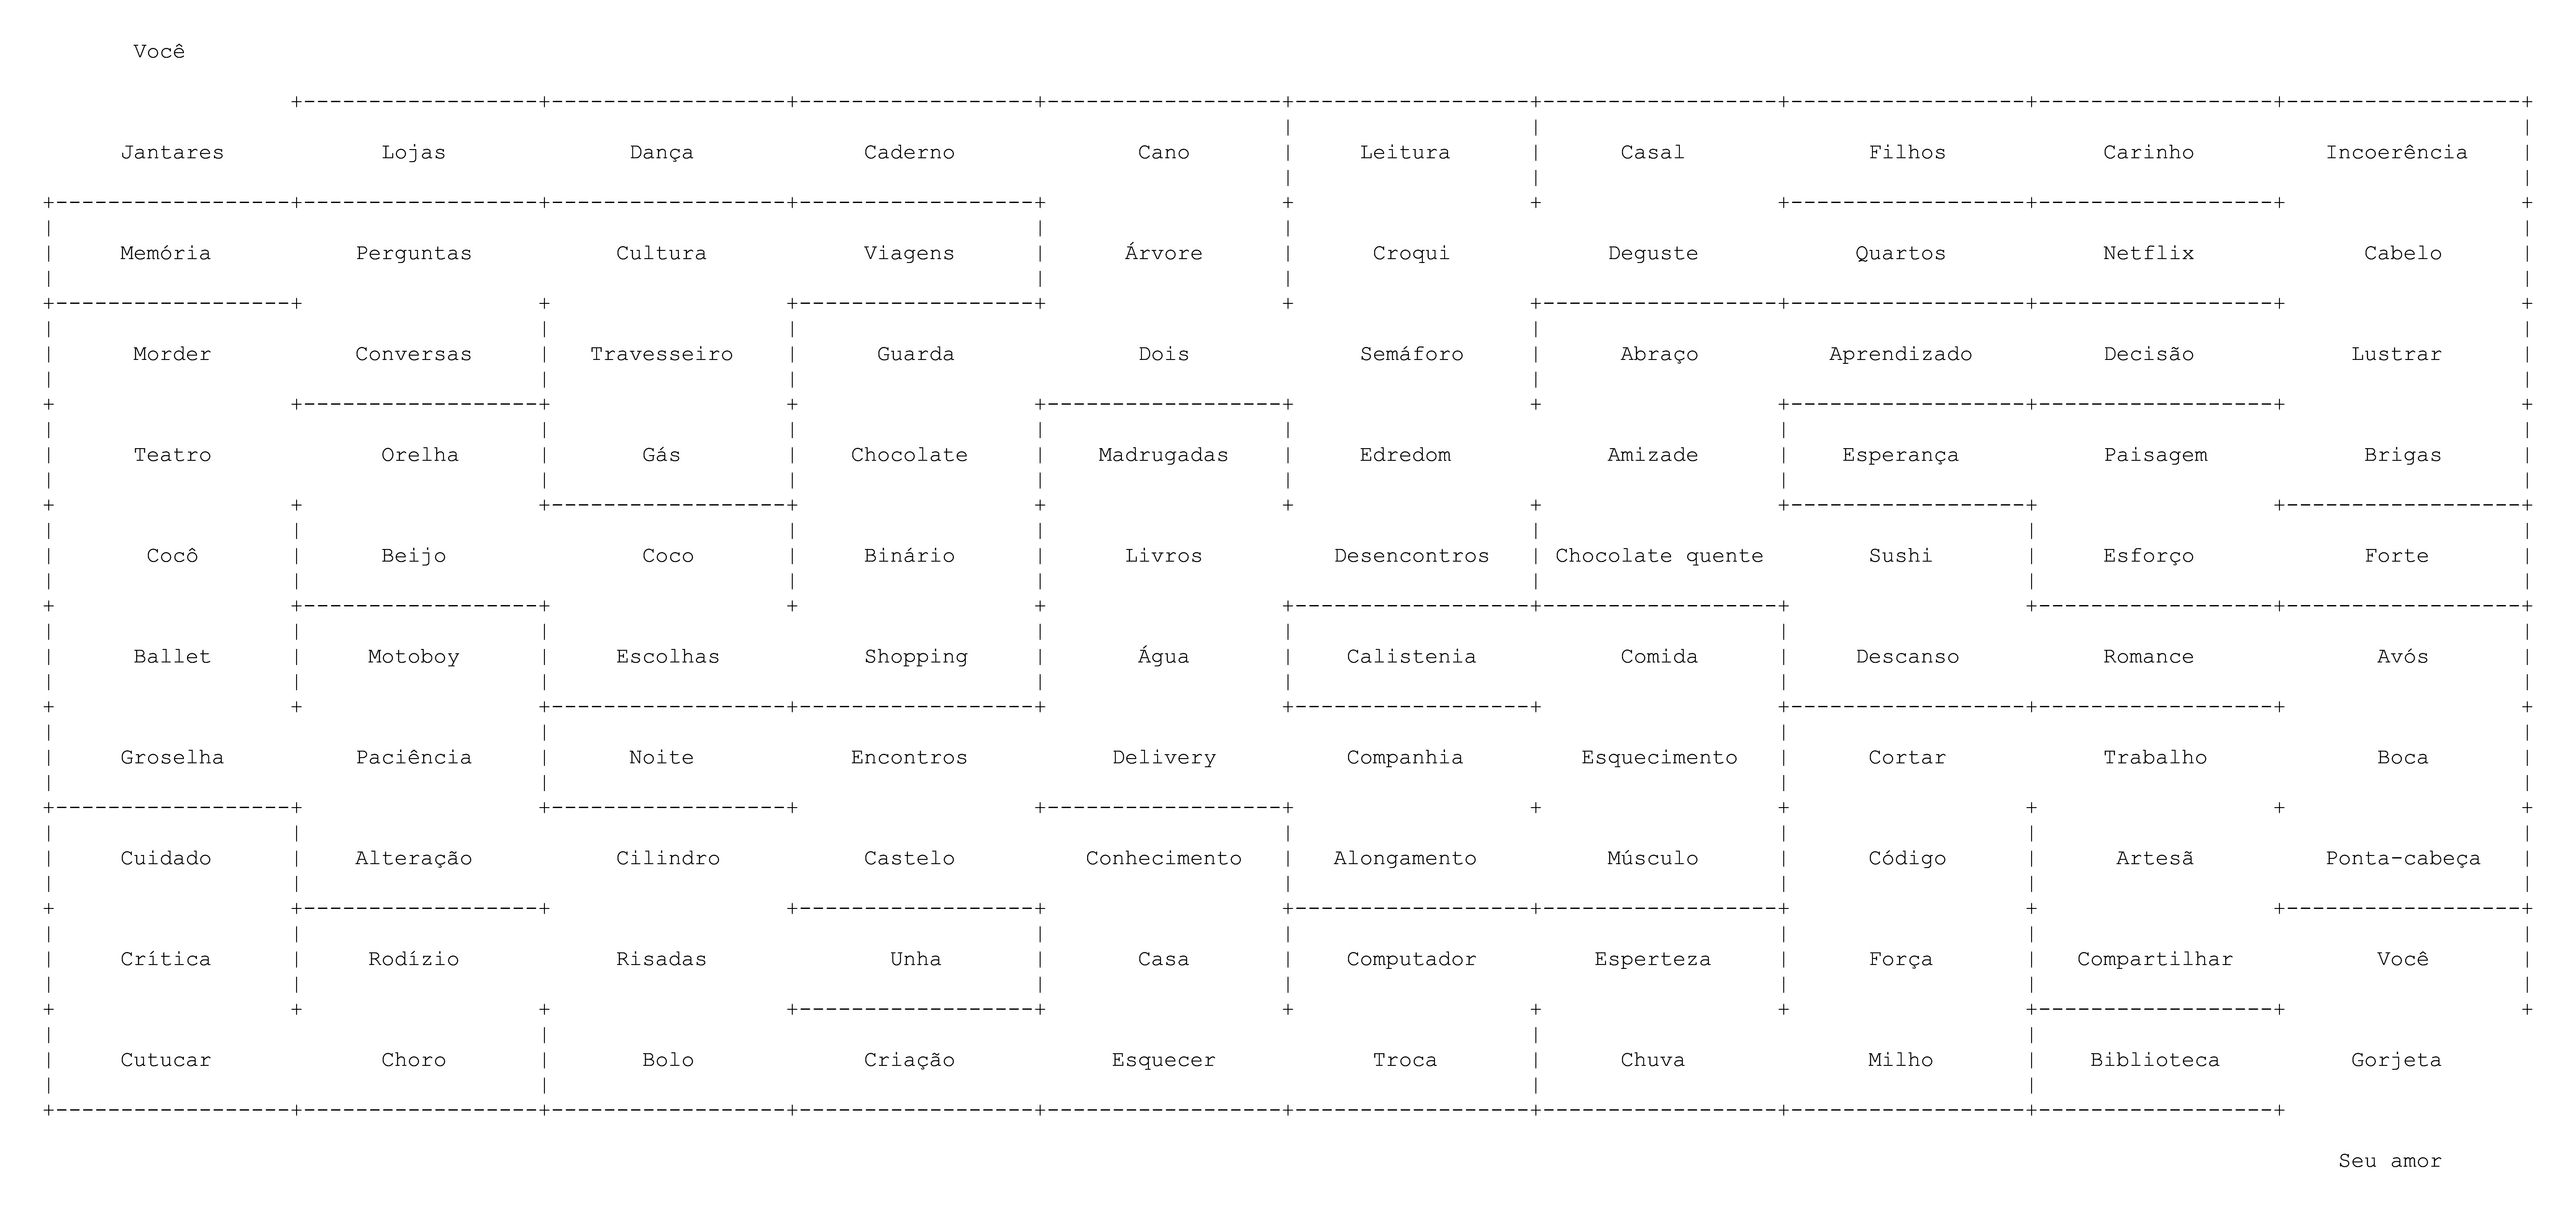 Você
Jantares Lojas Dança Caderno Cano Leitura Casal Filhos Carinho Incoerência
Memória Perguntas Cultura Viagens Árvore Croqui Deguste Quartos Netflix Cabelo
Morder Conversas Travesseiro Guarda Dois Semáforo Abraço Aprendizado Decisão Lustrar
Teatro Orelha Gás Chocolate Madrugadas Edredom Amizade Esperança Paisagem Brigas
Cocô Beijo Coco Binário Livros Desencontros Chocolate quente Sushi Esforço Forte
Ballet Motoboy Escolhas Shopping Água Calistenia Comida Descanso Romance Avós
Groselha Paciência Noite Encontros Delivery Companhia Esquecimento Cortar Trabalho Boca
Cuidado Alteração Cilindro Castelo Conhecimento Alongamento Músculo Código Artesã Ponta-cabeça
Crítica Rodízio Risadas Unha Casa Computador Esperteza Força Compartilhar Você
Cutucar Choro Bolo Criação Esquecer Troca Chuva Milho Biblioteca Gorjeta
Seu amor